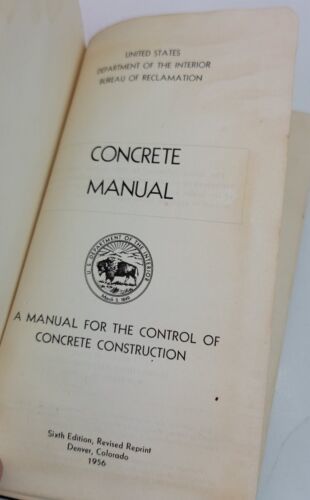 UNITED STATES
DEPARTMENT OF THE INTERIOR
BUREAU OF RECLAMATION
CONCRETE
MANUAL
U. S. DEPARTMENT OF THE INTERIOR
March 3, 1849
A MANUAL FOR THE CONTROL OF
CONCRETE CONSTRUCTION
Sixth Edition, Revised Reprint
Denver, Colorado
1956